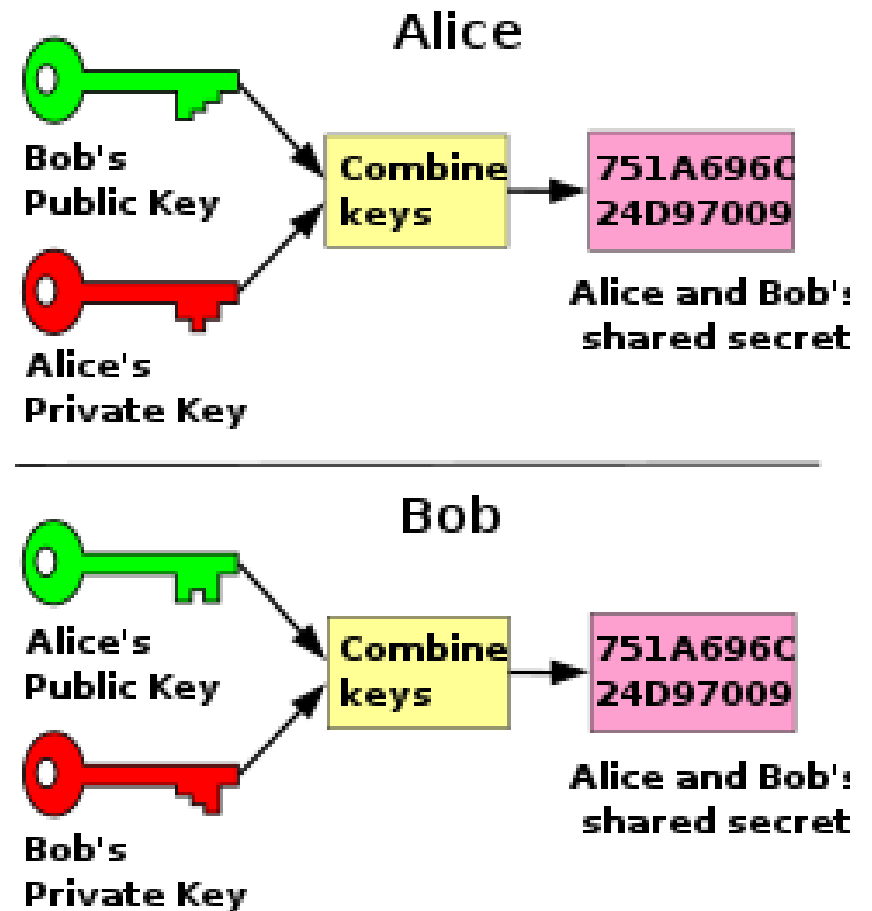 Alice
Bob's
Public Key
Combine
keys
751A696C
24D97009
Alice and Bob's
shared secret
Alice's
Private Key
Bob
Alice's
Public Key
Combine
keys
751A696C
24D97009
Alice and Bob's
shared secret
Bob's
Private Key